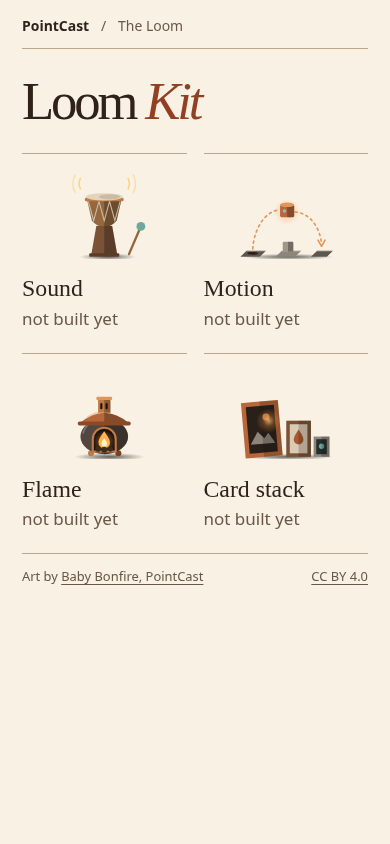 PointCast / The Loom
Loom Kit
Sound
not built yet
Motion
not built yet
Flame
not built yet
Card stack
not built yet
Art by Baby Bonfire, PointCast
CC BY 4.0